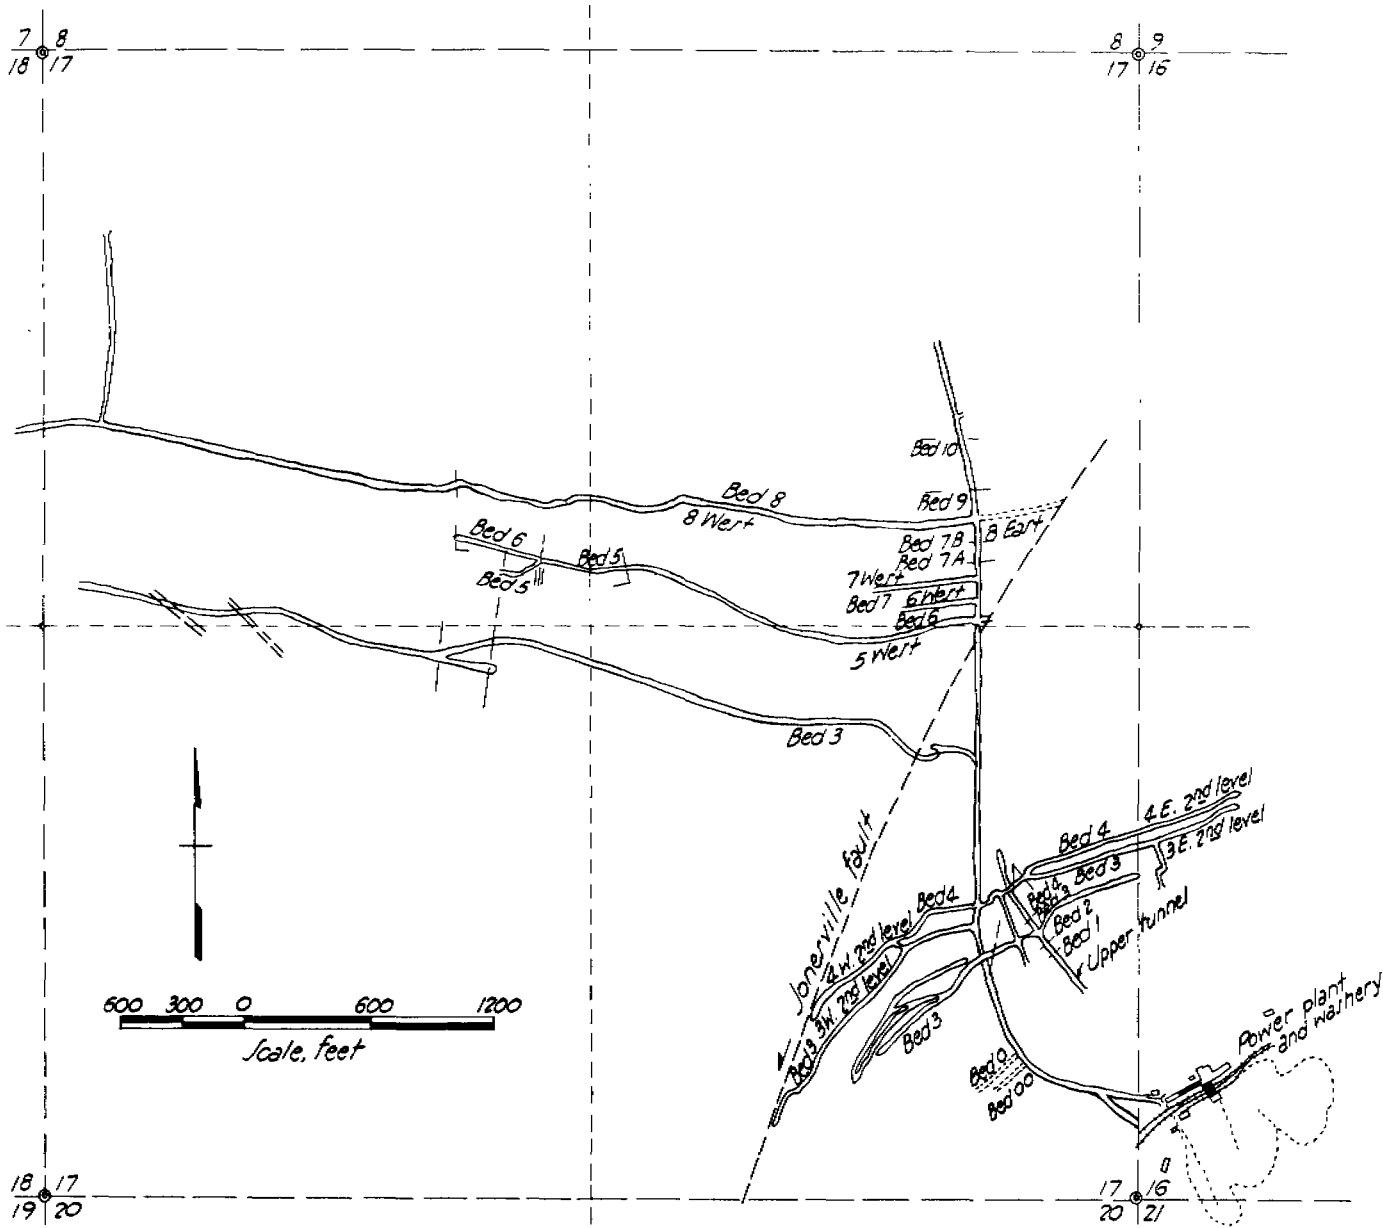 7 8
18 17
8 9
17 16
Bed 10
Bed 8
8 West
Bed 9
Bed 7B
8 East
Bed 7A
Bed 6
Bed 5
Bed 5
7 West
Bed 7
6 West
Bed 6
5 West
Bed 3
Jonesville fault
4 E. 2nd level
Bed 4
3 E. 2nd level
Bed 3
Bed 4
Bed 3
Bed 2
Bed 1
Upper tunnel
Bed 4
4 W. 2nd level
3 W. 2nd level
Bed 3
Bed 3
Bed 0
Bed 00
Power plant
and washery
600 300 0 600 1200
Scale, feet
18 17
19 20
17 16
20 21